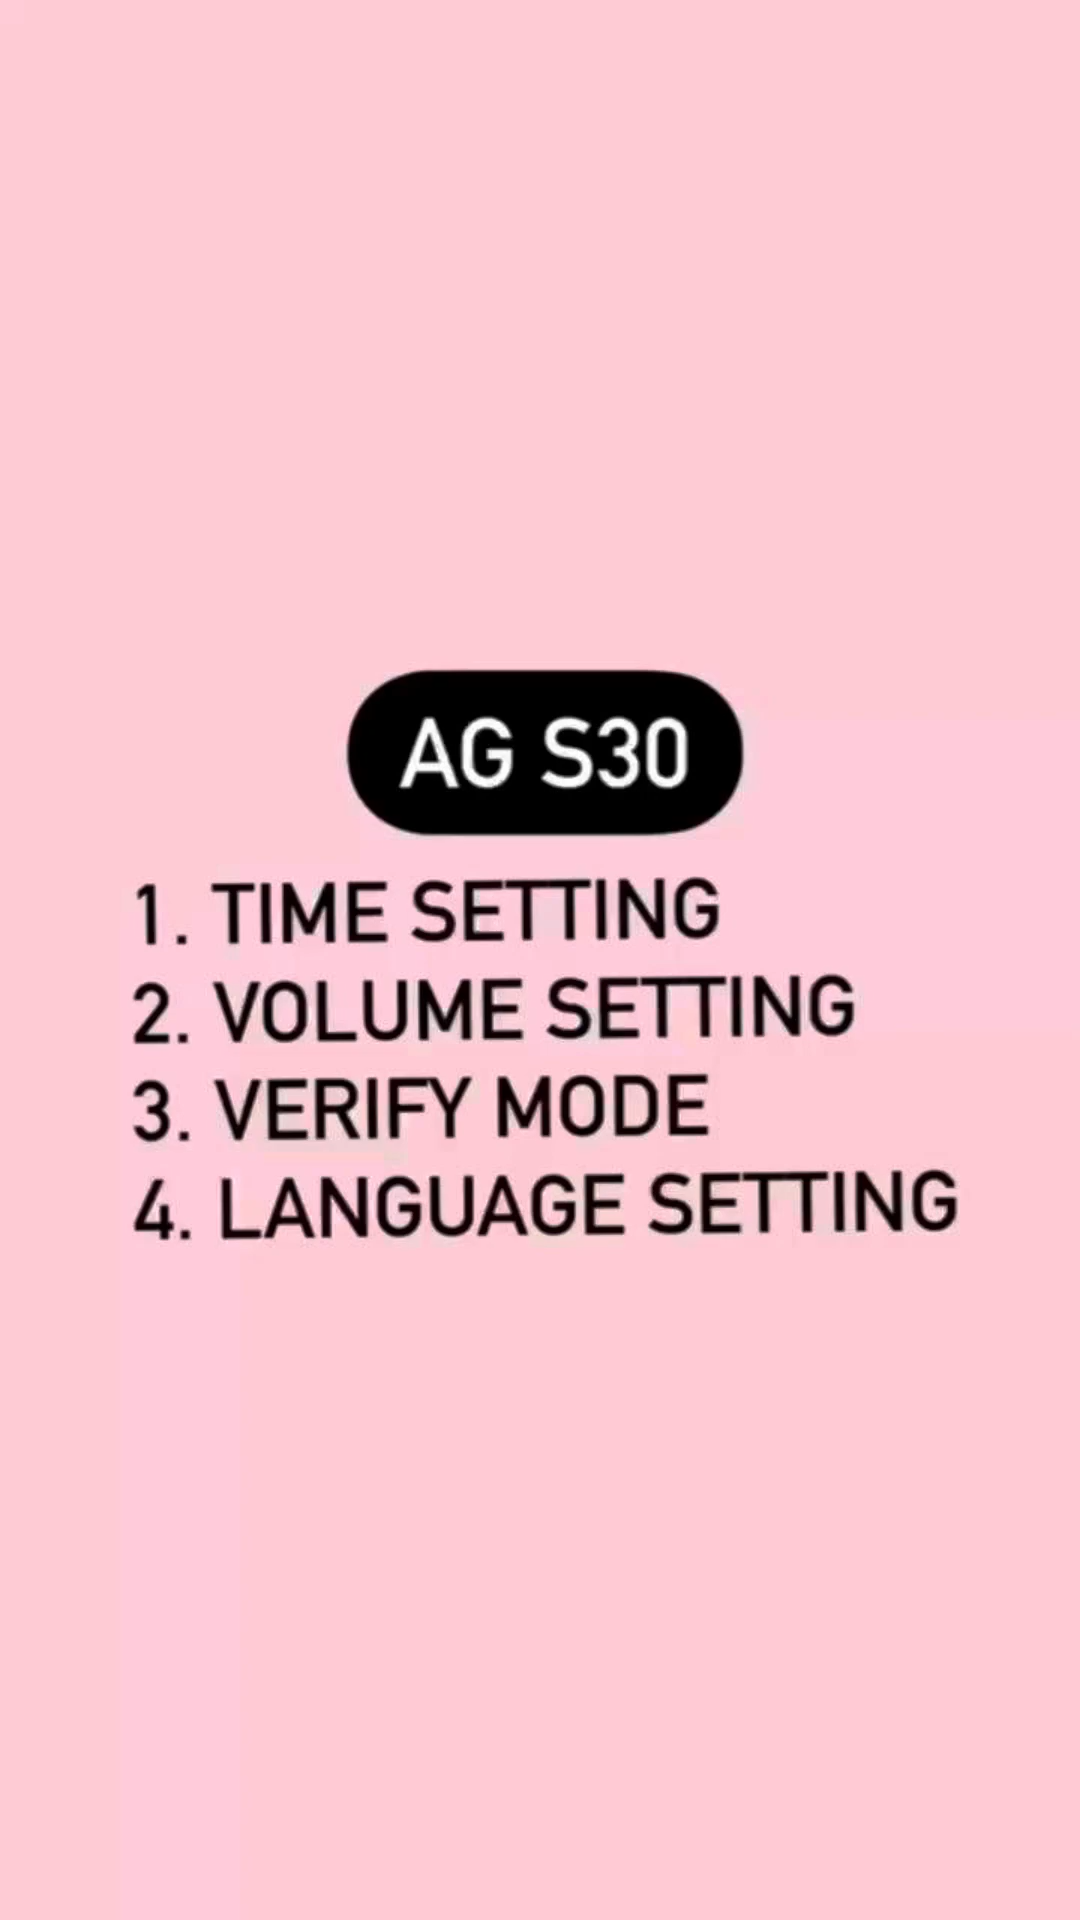 AG S30
1. TIME SETTING
2. VOLUME SETTING
3. VERIFY MODE
4. LANGUAGE SETTING